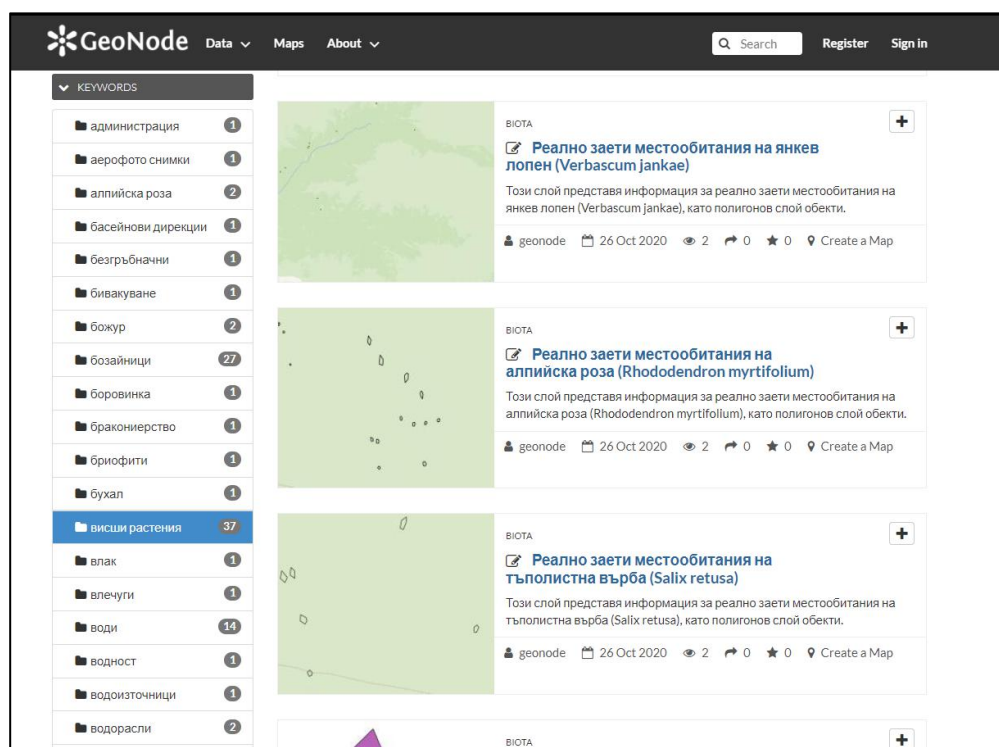 GeoNode Data Maps About Search Register Sign in
KEYWORDS
администрация 1
аерофото снимки 1
алпийска роза 2
басейнови дирекции 1
безгръбначни 1
бивакуване 1
божур 2
бозайници 27
боровинка 1
бракониерство 1
бриофити 1
бухал 1
висши растения 37
влак 1
влечуги 1
води 14
водност 1
водоизточници 1
водорасли 2
BIOTA
Реално заети местообитания на янкев
лопен (Verbascum jankae)
Този слой представя информация за реално заети местообитания на
янкев лопен (Verbascum jankae), като полигонов слой обекти.
geonode 26 Oct 2020 2 0 0 Create a Map
BIOTA
Реално заети местообитания на
алпийска роза (Rhododendron myrtifolium)
Този слой представя информация за реално заети местообитания на
алпийска роза (Rhododendron myrtifolium), като полигонов слой обекти.
geonode 26 Oct 2020 2 0 0 Create a Map
BIOTA
Реално заети местообитания на
тъполистна върба (Salix retusa)
Този слой представя информация за реално заети местообитания на
тъполистна върба (Salix retusa), като полигонов слой обекти.
geonode 26 Oct 2020 2 0 0 Create a Map
BIOTA